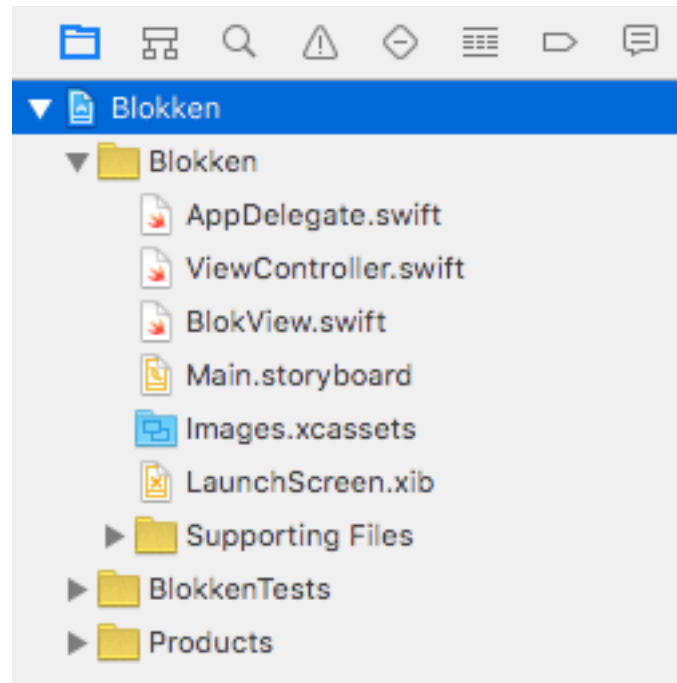 Blokken
Blokken
AppDelegate.swift
ViewController.swift
BlokView.swift
Main.storyboard
Images.xcassets
LaunchScreen.xib
Supporting Files
BlokkenTests
Products